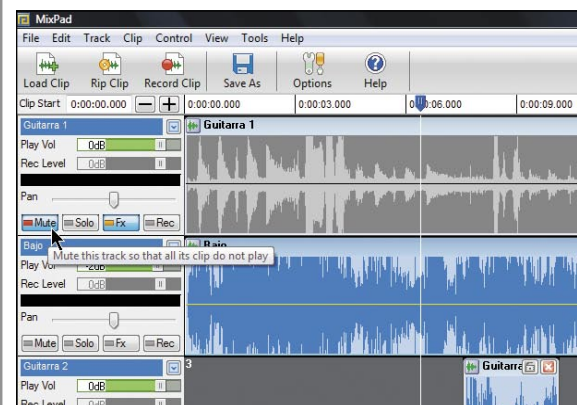 MixPad
File Edit Track Clip Control View Tools Help
Load Clip Rip Clip Record Clip Save As Options Help
Clip Start 0:00:00.000 0:00:00.000 0:00:03.000 0:00:06.000 0:00:09.000
Guitarra 1 Guitarra 1
Play Vol 0dB
Rec Level 0dB
Pan
Mute Solo Fx Rec
Bajo Bajo
Mute this track so that all its clip do not play
Play Vol -2dB
Rec Level 0dB
Pan
Mute Solo Fx Rec
Guitarra 2 3 Guitarra
Play Vol 0dB
Rec Level 0dB